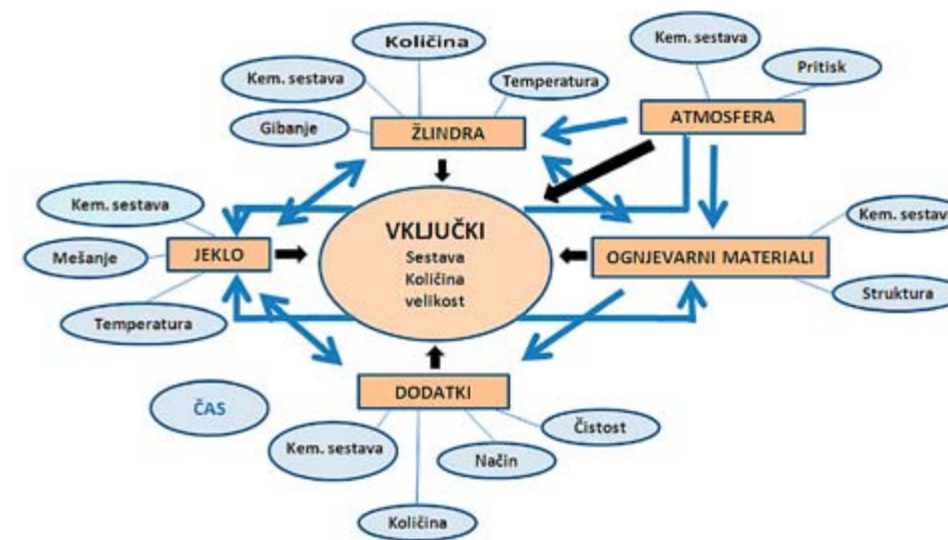 Količina
Kem. sestava
Temperatura
Gibanje
ŽLINDRA
Kem. sestava
Pritisk
ATMOSFERA
Kem. sestava
Mešanje
JEKLO
Temperatura
VKLJUČKI
Sestava
Količina
velikost
Kem. sestava
OGNJEVARNI MATERIALI
Struktura
ČAS
DODATKI
Kem. sestava
Količina
Način
Čistost